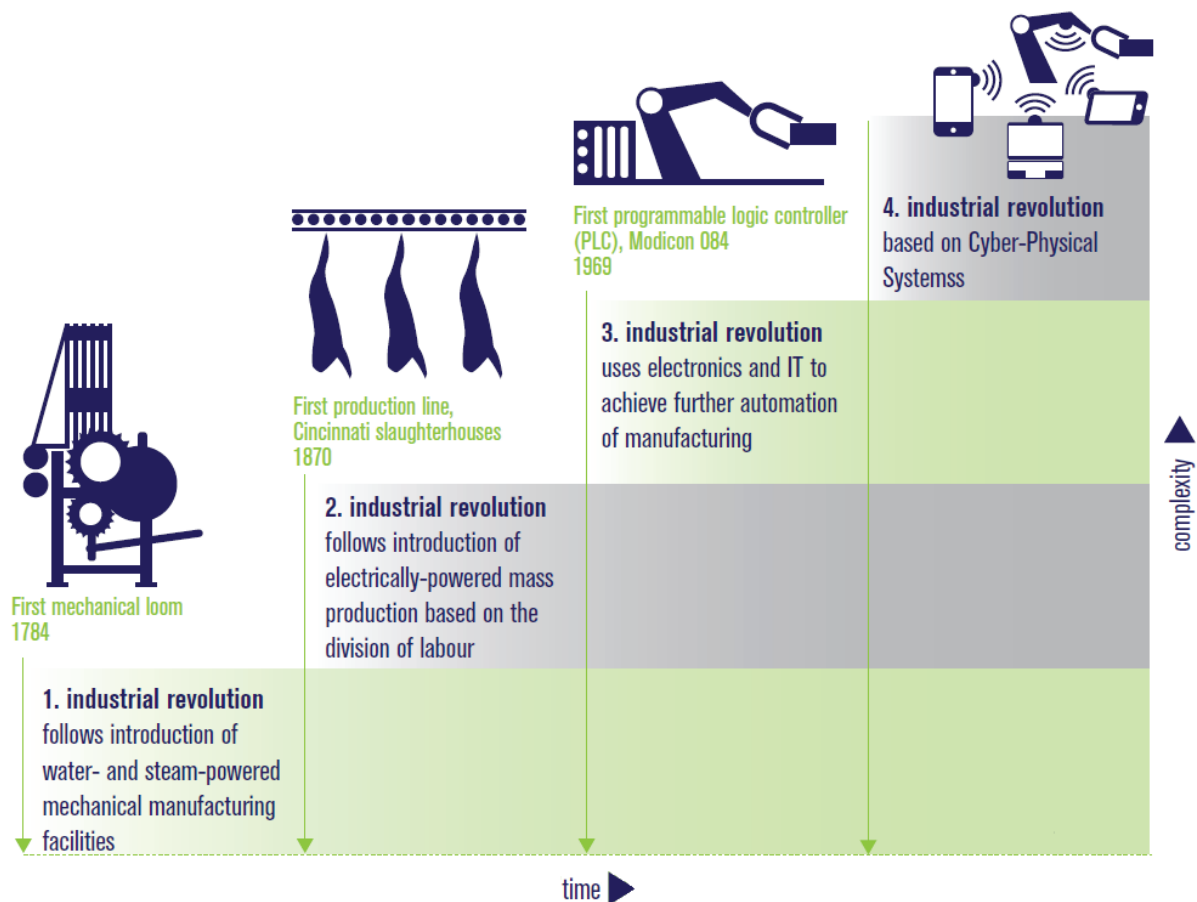 First mechanical loom
1784
1. industrial revolution
follows introduction of
water- and steam-powered
mechanical manufacturing
facilities
First production line,
Cincinnati slaughterhouses
1870
2. industrial revolution
follows introduction of
electrically-powered mass
production based on the
division of labour
First programmable logic controller
(PLC), Modicon 084
1969
3. industrial revolution
uses electronics and IT to
achieve further automation
of manufacturing
4. industrial revolution
based on Cyber-Physical
Systemss
complexity
time